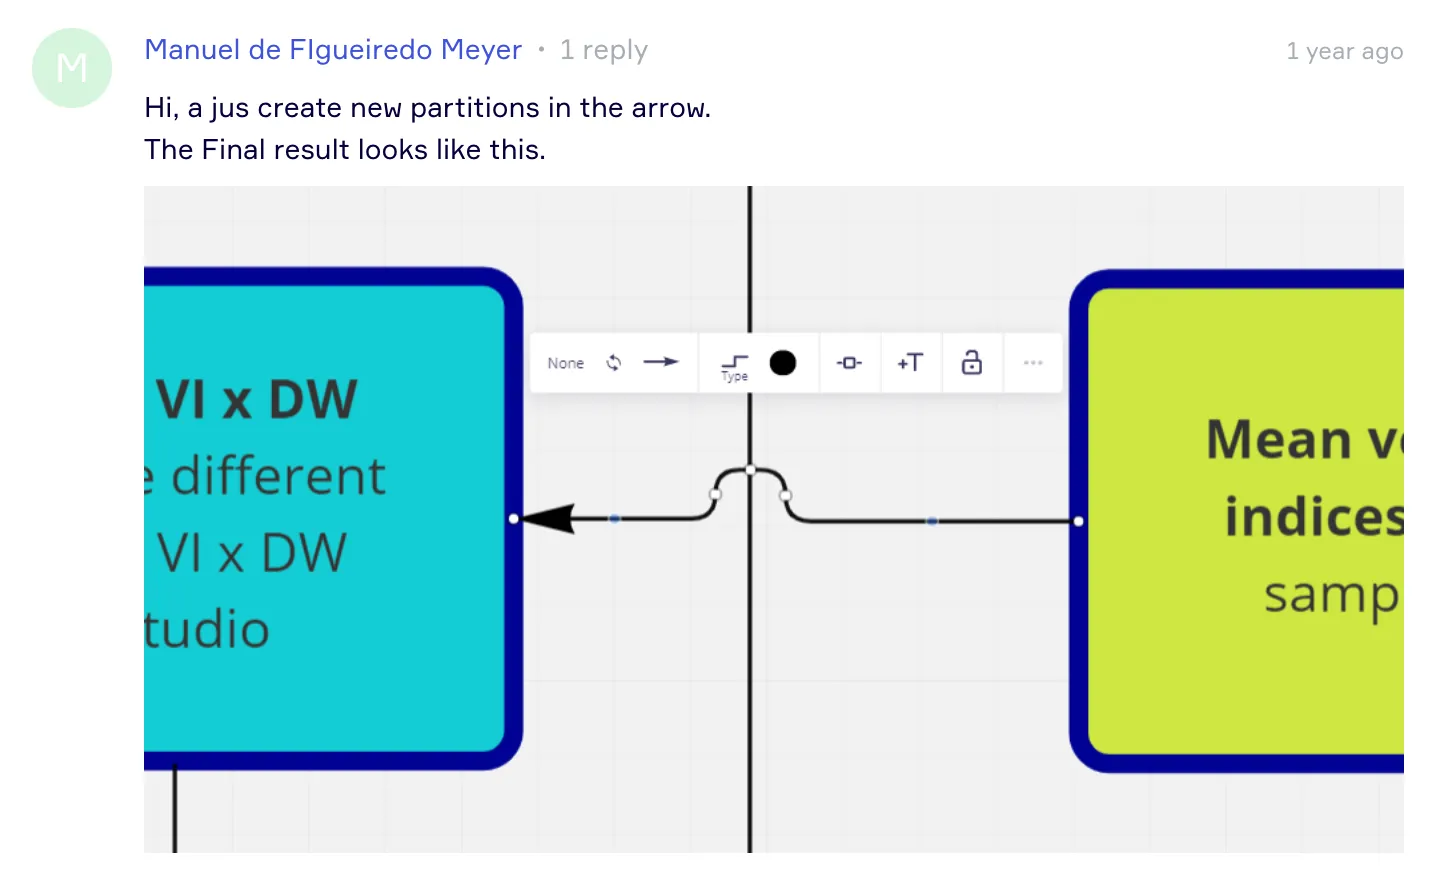 M
Manuel de FIgueiredo Meyer • 1 reply
1 year ago
Hi, a jus create new partitions in the arrow.
The Final result looks like this.
None
Type
+T
VI x DW
e different
VI x DW
tudio
Mean
indices
samp